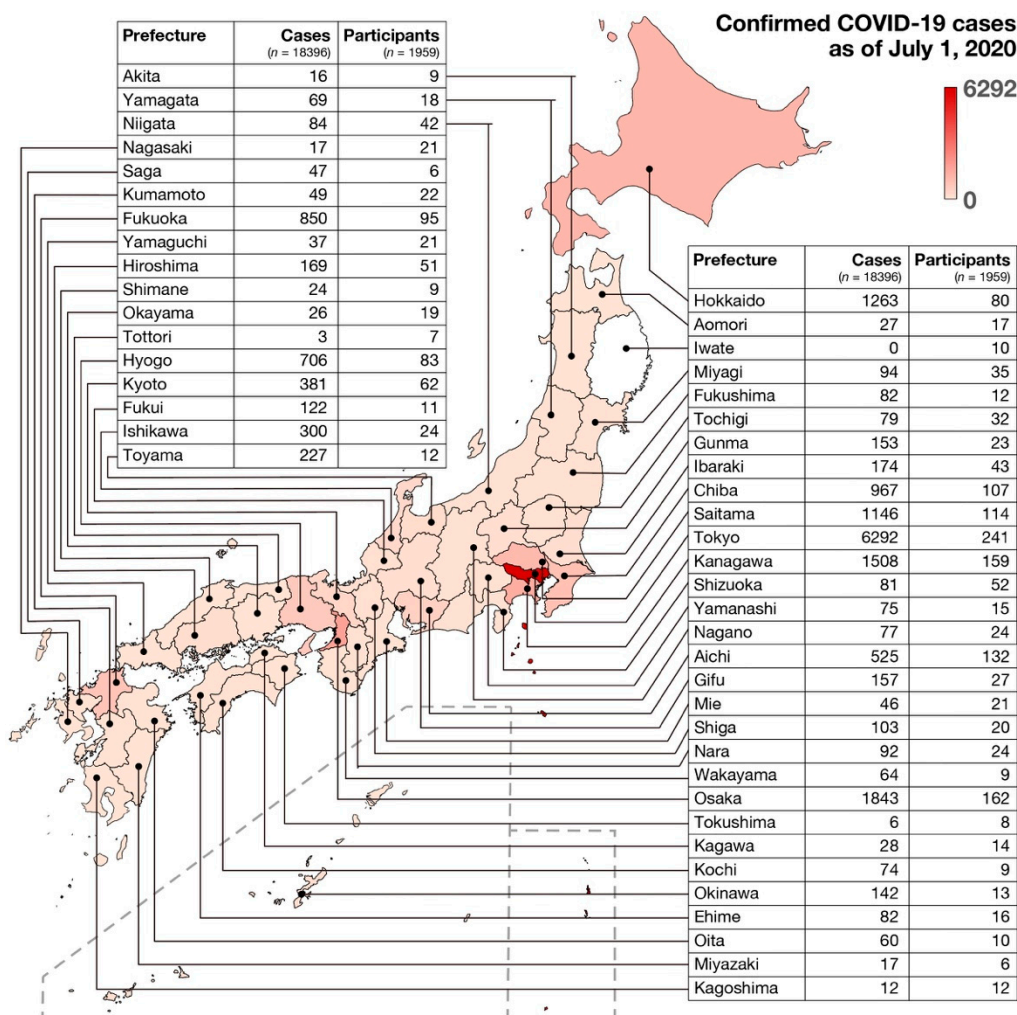 Confirmed COVID-19 cases
as of July 1, 2020
6292
0
Prefecture Cases Participants
(n = 18396) (n = 1959)
Akita 16 9
Yamagata 69 18
Niigata 84 42
Nagasaki 17 21
Saga 47 6
Kumamoto 49 22
Fukuoka 850 95
Yamaguchi 37 21
Hiroshima 169 51
Shimane 24 9
Okayama 26 19
Tottori 3 7
Hyogo 706 83
Kyoto 381 62
Fukui 122 11
Ishikawa 300 24
Toyama 227 12
Prefecture Cases Participants
(n = 18396) (n = 1959)
Hokkaido 1263 80
Aomori 27 17
Iwate 0 10
Miyagi 94 35
Fukushima 82 12
Tochigi 79 32
Gunma 153 23
Ibaraki 174 43
Chiba 967 107
Saitama 1146 114
Tokyo 6292 241
Kanagawa 1508 159
Shizuoka 81 52
Yamanashi 75 15
Nagano 77 24
Aichi 525 132
Gifu 157 27
Mie 46 21
Shiga 103 20
Nara 92 24
Wakayama 64 9
Osaka 1843 162
Tokushima 6 8
Kagawa 28 14
Kochi 74 9
Okinawa 142 13
Ehime 82 16
Oita 60 10
Miyazaki 17 6
Kagoshima 12 12